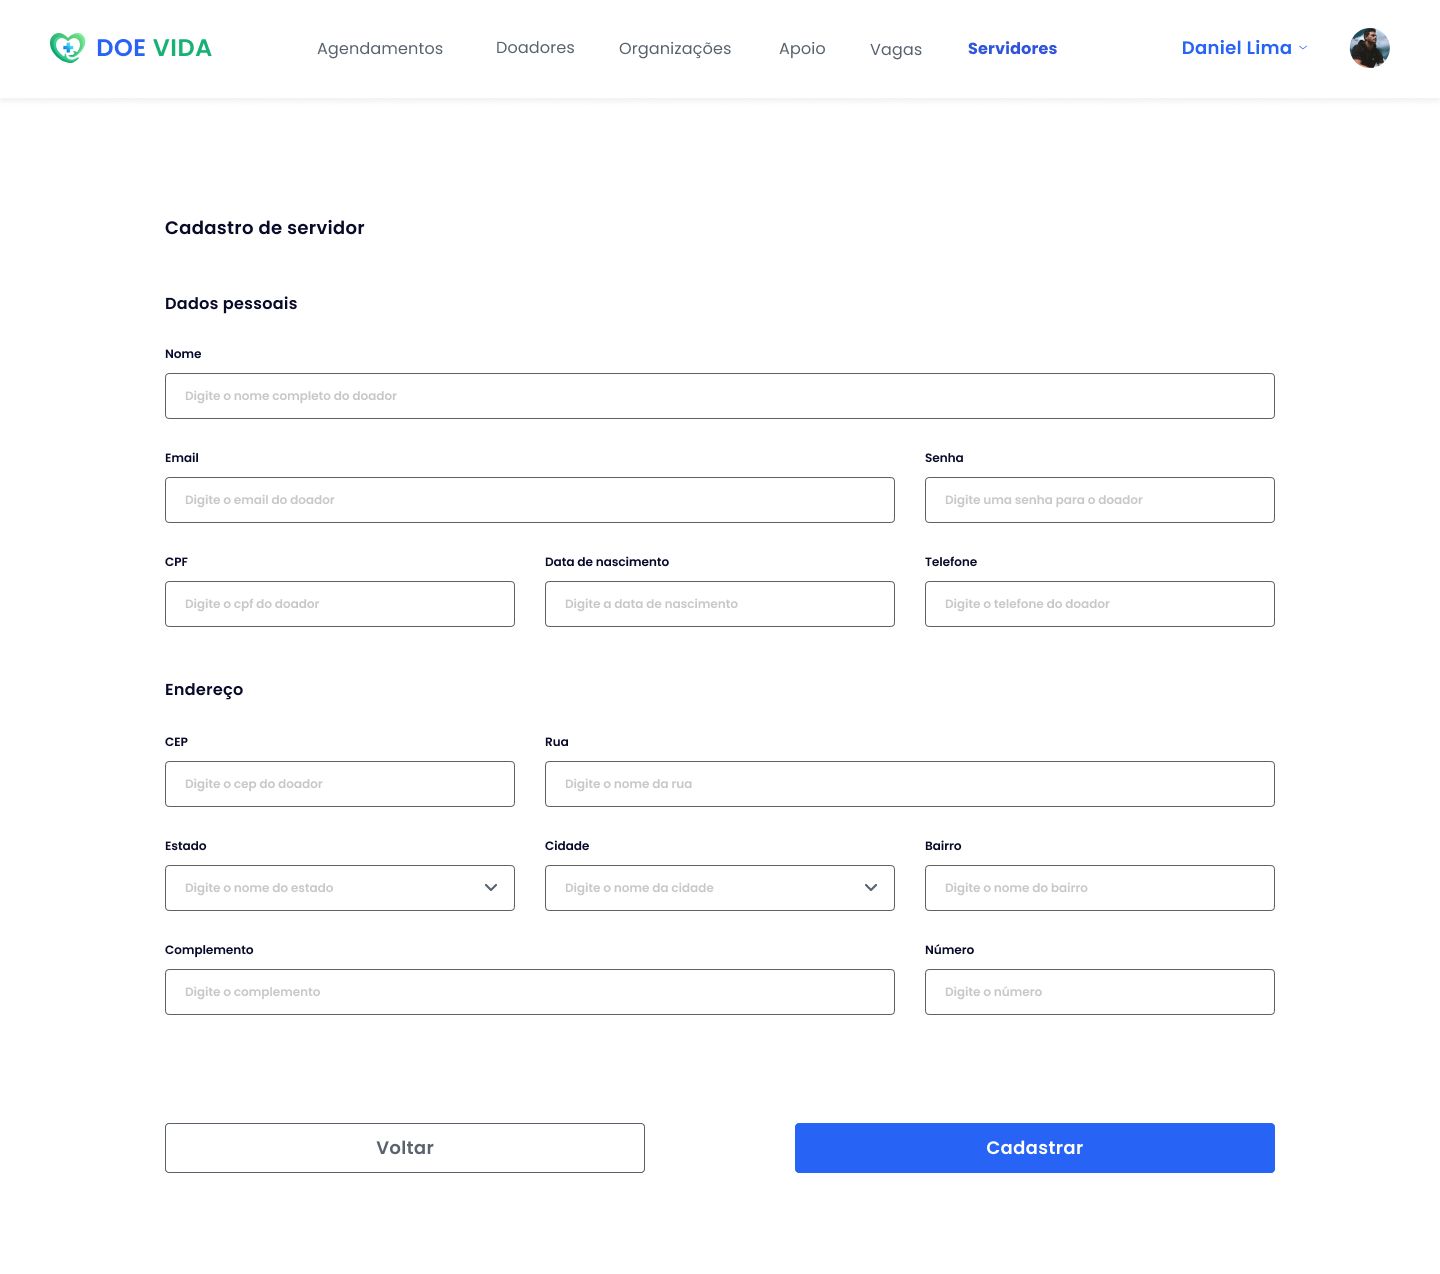 DOE VIDA
Agendamentos
Doadores
Organizações
Apoio
Vagas
Servidores
Daniel Lima
Cadastro de servidor
Dados pessoais
Nome
Digite o nome completo do doador
Email
Senha
Digite o email do doador
Digite uma senha para o doador
CPF
Data de nascimento
Telefone
Digite o cpf do doador
Digite a data de nascimento
Digite o telefone do doador
Endereço
CEP
Rua
Digite o cep do doador
Digite o nome da rua
Estado
Cidade
Bairro
Digite o nome do estado
Digite o nome da cidade
Digite o nome do bairro
Complemento
Número
Digite o complemento
Digite o número
Voltar
Cadastrar